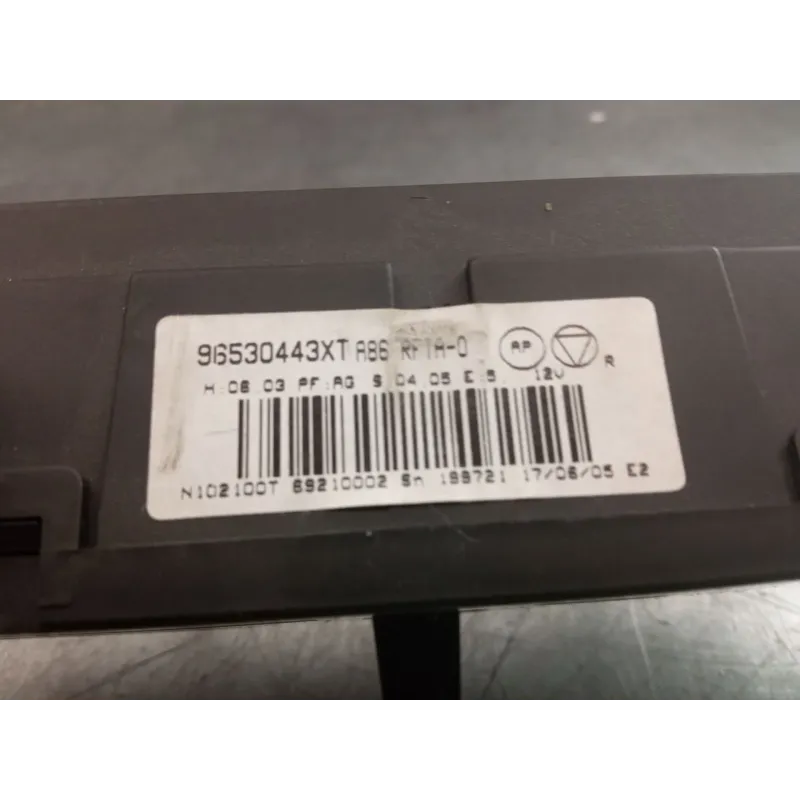 96530443XT A86 RF1A-0 AP R
H:06.03 PF:AG S:04.05 E:5. 12V
N102100T 69210002 Sn 199721 17/06/05 E2